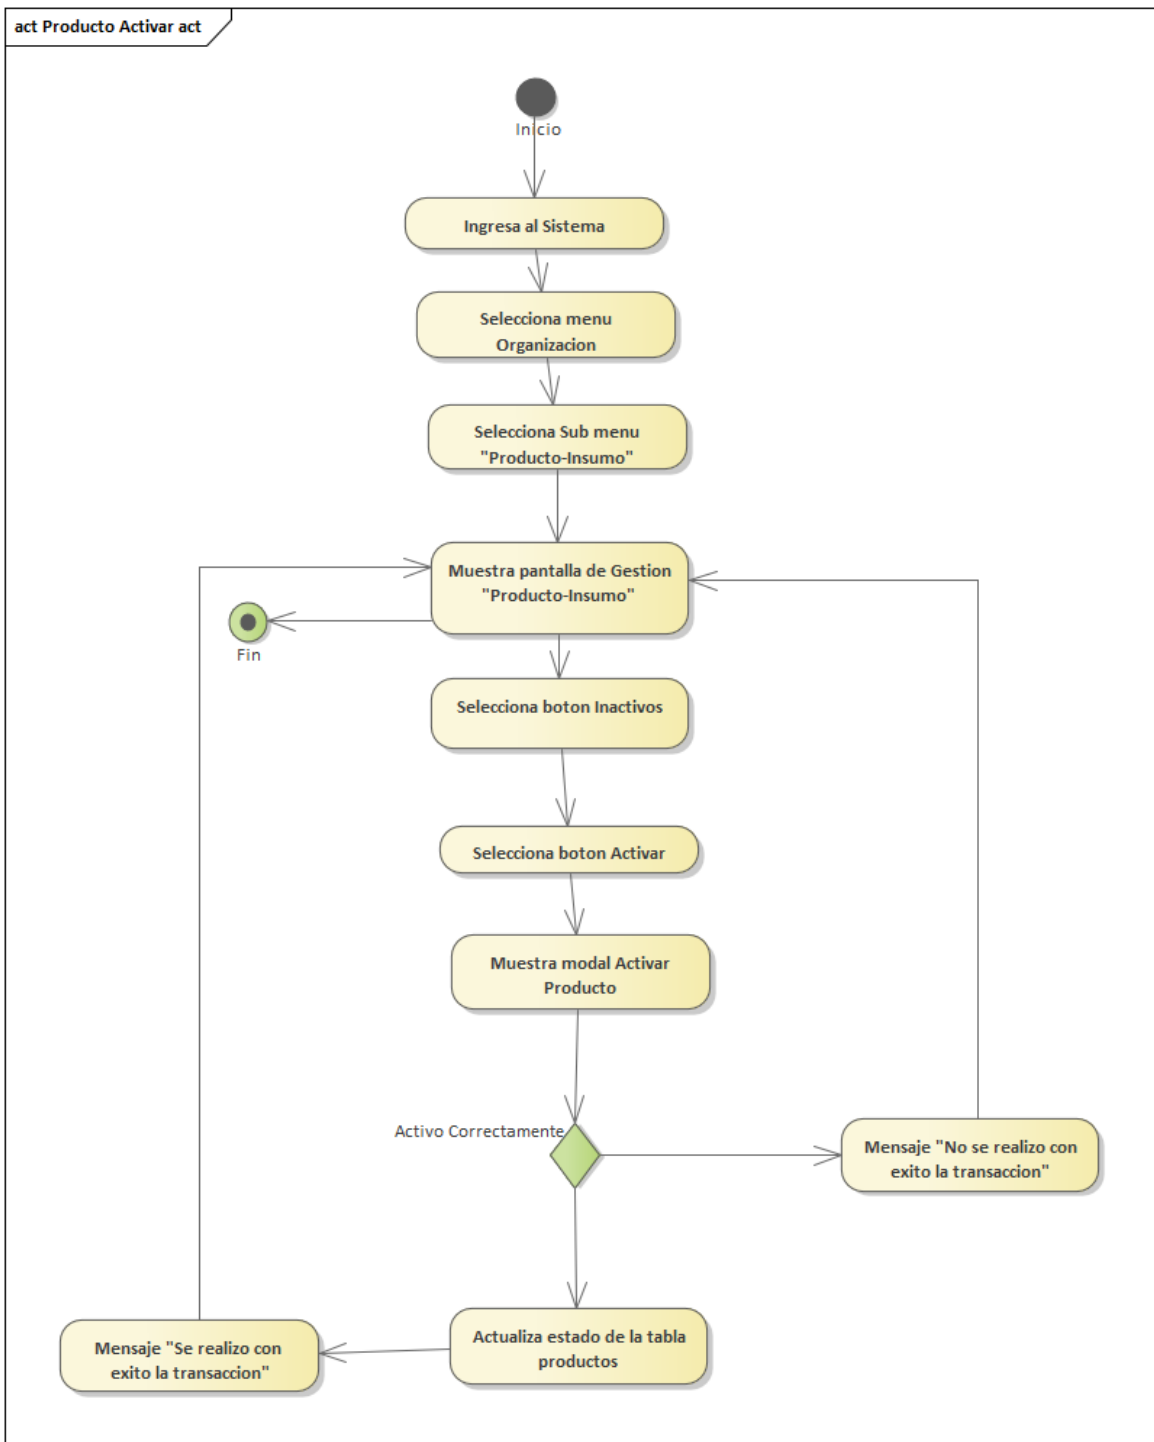 act Producto Activar act
Inicio
Ingresa al Sistema
Selecciona menu
Organizacion
Selecciona Sub menu
"Producto-Insumo"
Muestra pantalla de Gestion
"Producto-Insumo"
Fin
Selecciona boton Inactivos
Selecciona boton Activar
Muestra modal Activar
Producto
Activo Correctamente
Mensaje "No se realizo con
exito la transaccion"
Actualiza estado de la tabla
productos
Mensaje "Se realizo con
exito la transaccion"